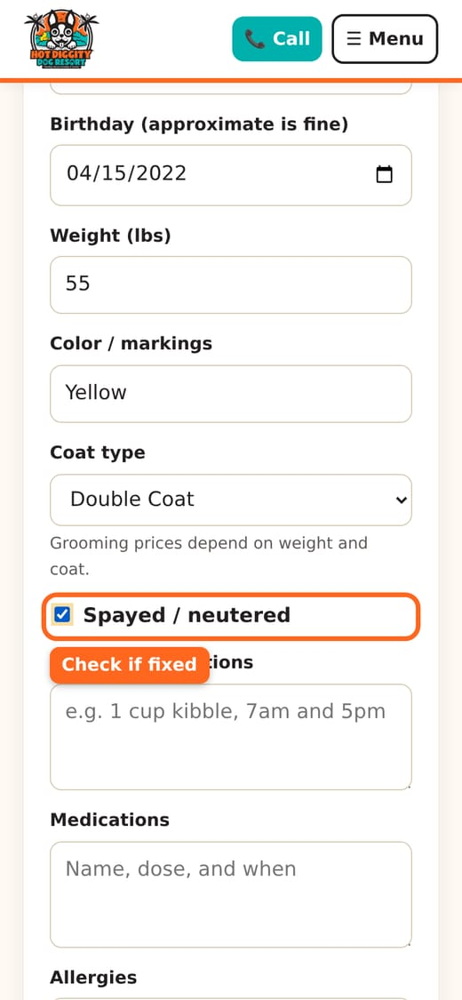 HOT DIGGITY
DOG RESORT
📞 Call
☰ Menu
Birthday (approximate is fine)
04/15/2022
Weight (lbs)
55
Color / markings
Yellow
Coat type
Double Coat
Grooming prices depend on weight and
coat.
Spayed / neutered
Check if fixed
e.g. 1 cup kibble, 7am and 5pm
Medications
Name, dose, and when
Allergies